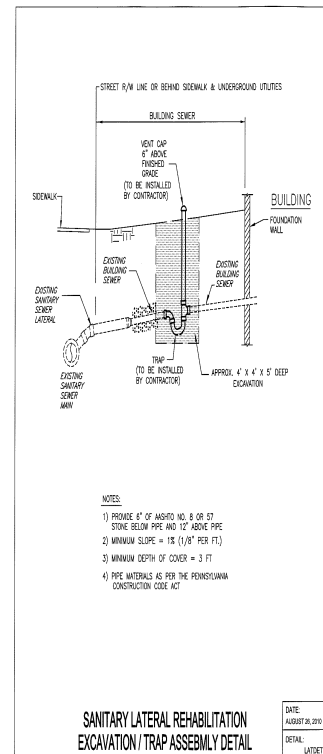 STREET R/W LINE OR BEHIND SIDEWALK & UNDERGROUND UTILITIES
BUILDING SEWER
VENT CAP
6" ABOVE
FINISHED
GRADE
(TO BE INSTALLED
BY CONTRACTOR)
SIDEWALK
BUILDING
FOUNDATION
WALL
EXISTING
BUILDING
SEWER
EXISTING
BUILDING
SEWER
EXISTING
SANITARY
SEWER
LATERAL
TRAP
(TO BE INSTALLED
BY CONTRACTOR)
APPROX. 4' X 4' X 5' DEEP
EXCAVATION
EXISTING
SANITARY
SEWER
MAIN
NOTES:
1) PROVIDE 6" OF AASHTO NO. 8 OR 57
STONE BELOW PIPE AND 12" ABOVE PIPE
2) MINIMUM SLOPE = 1% (1/8" PER FT.)
3) MINIMUM DEPTH OF COVER = 3 FT
4) PIPE MATERIALS AS PER THE PENNSYLVANIA
CONSTRUCTION CODE ACT
SANITARY LATERAL REHABILITATION
EXCAVATION / TRAP ASSEBMLY DETAIL
DATE:
AUGUST 26, 2010
DETAIL:
LATDET